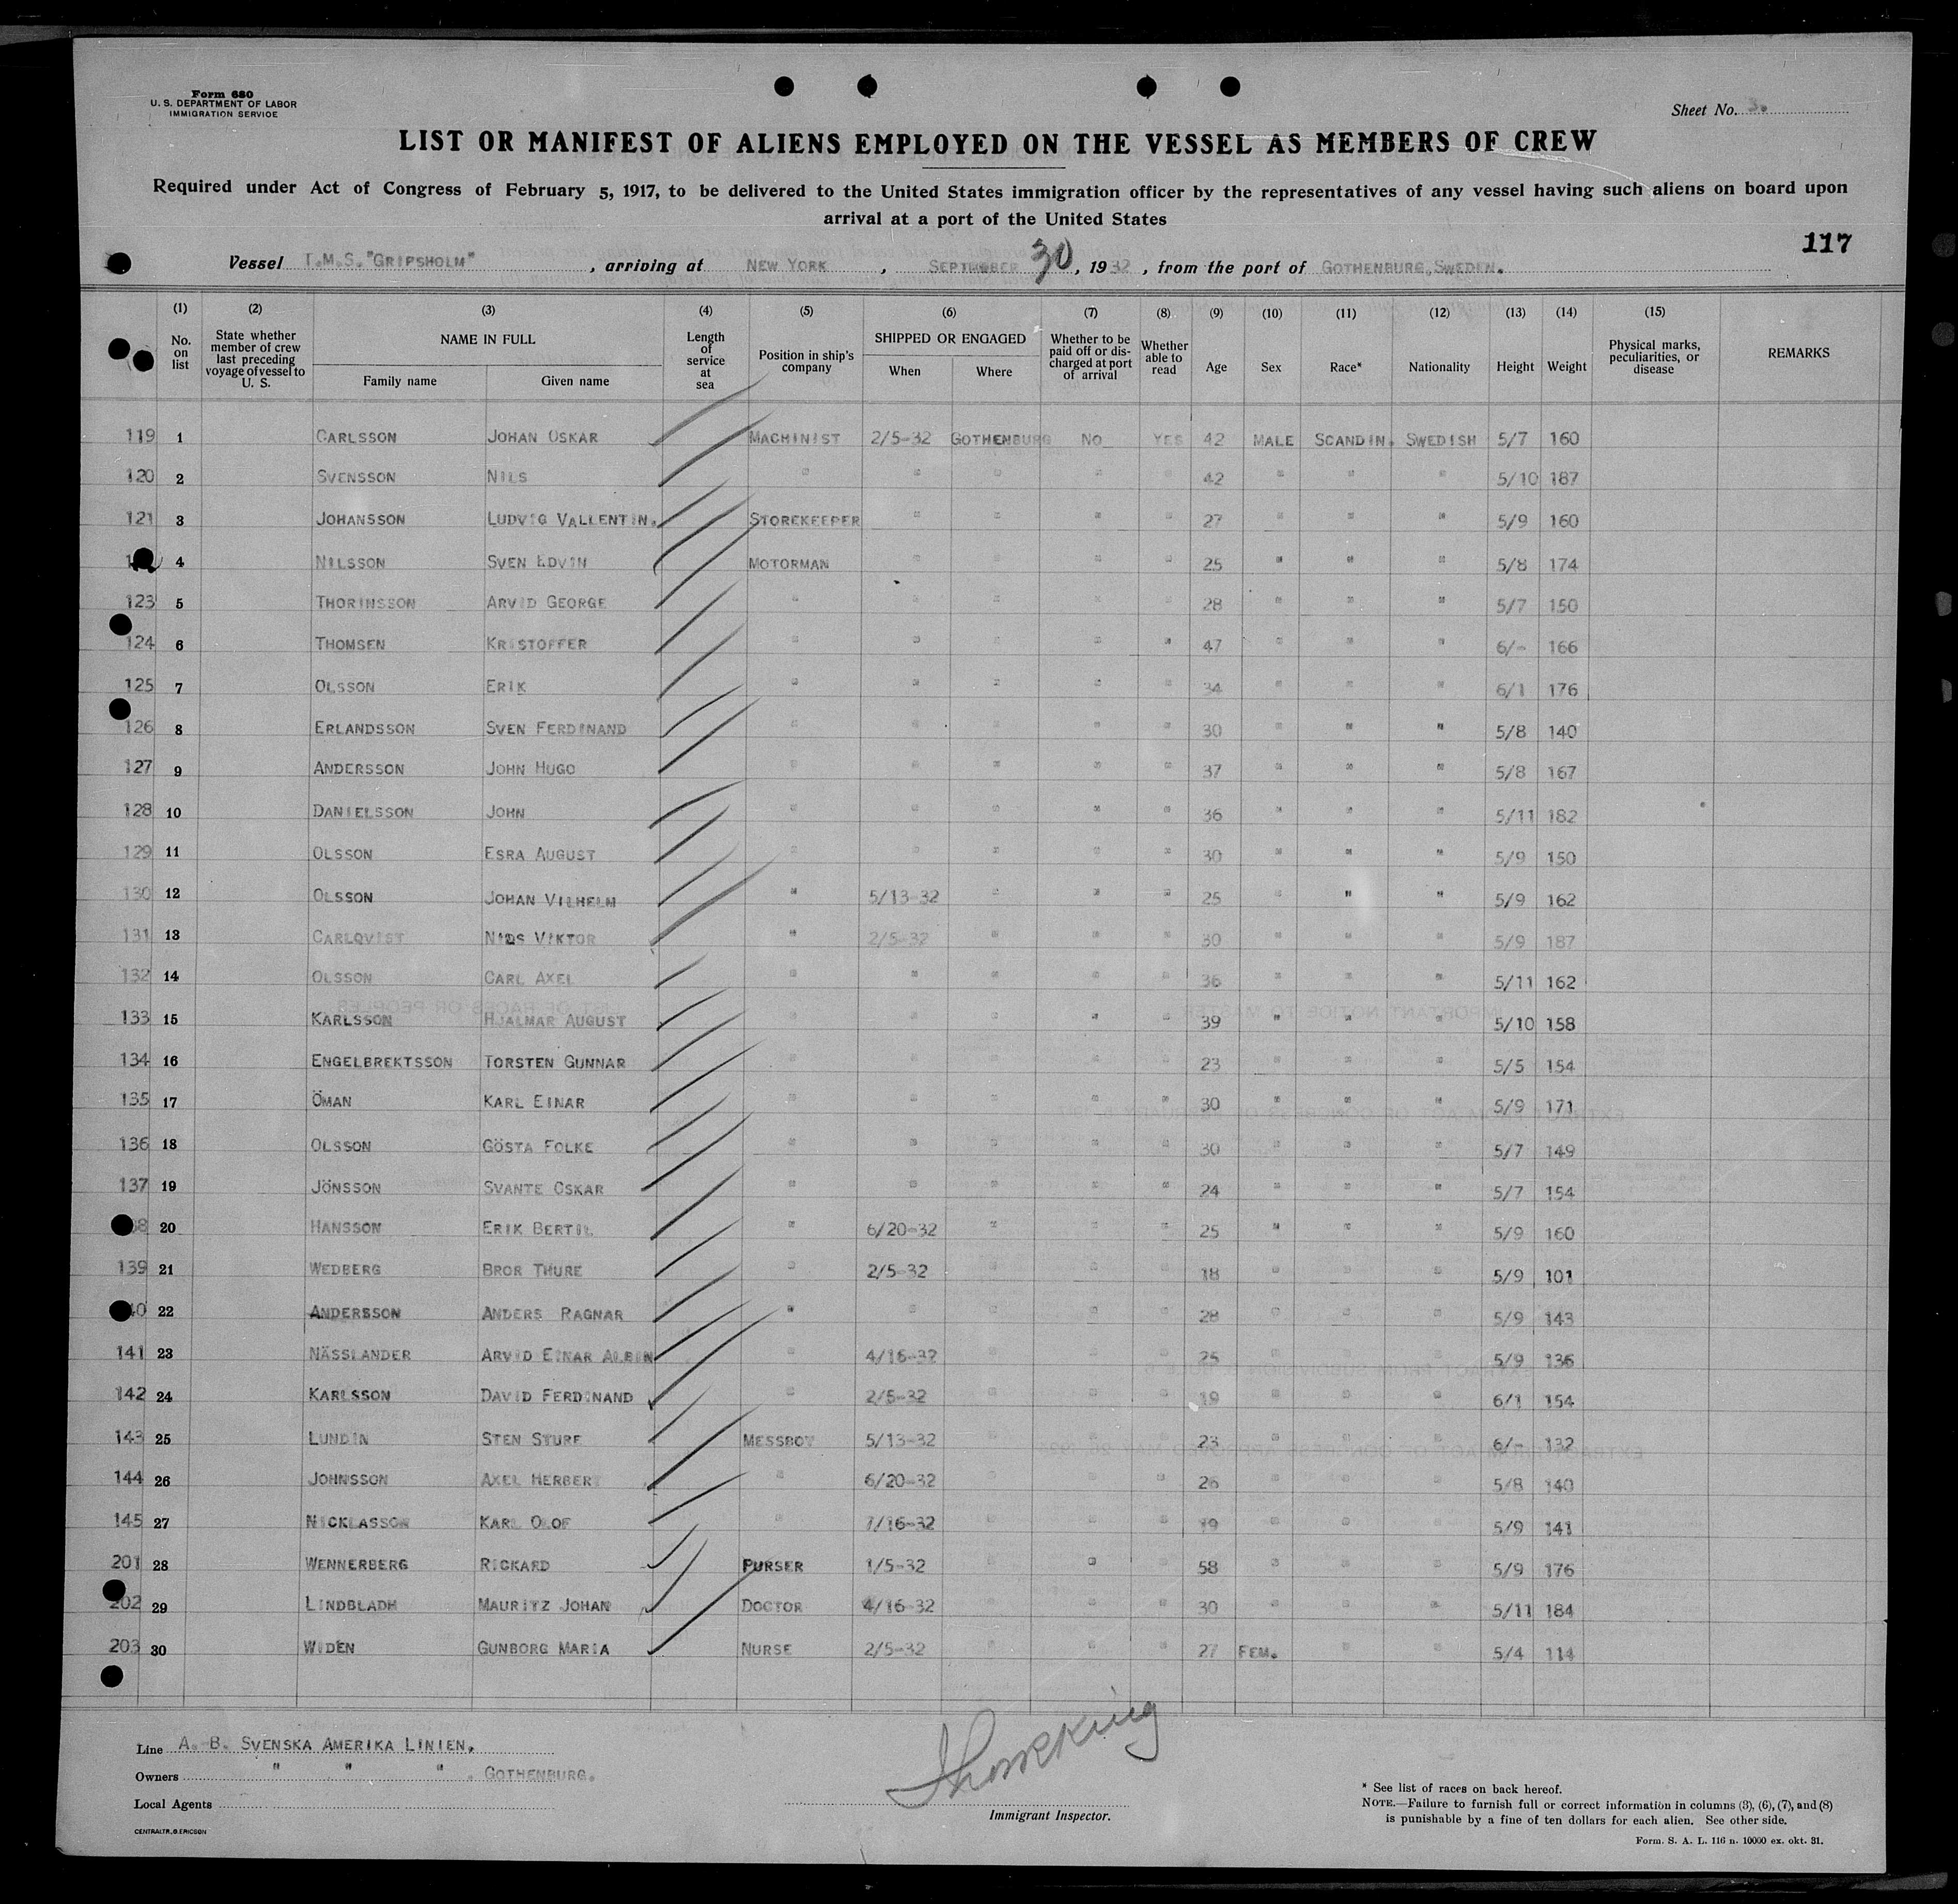 Form 680
U. S. DEPARTMENT OF LABOR
IMMIGRATION SERVICE
Sheet No. 3.
LIST OR MANIFEST OF ALIENS EMPLOYED ON THE VESSEL AS MEMBERS OF CREW
Required under Act of Congress of February 5, 1917, to be delivered to the United States immigration officer by the representatives of any vessel having such aliens on board upon
arrival at a port of the United States
117
Vessel T.M.S. "GRIPSHOLM", arriving at NEW YORK, SEPTEMBER 30, 1932, from the port of GOTHENBURG, SWEDEN.
(1) (2) (3) (4) (5) (6) (7) (8) (9) (10) (11) (12) (13) (14) (15)
No. on list State whether member of crew last preceding voyage of vessel to U. S. NAME IN FULL Family name Given name Length of service at sea Position in ship's company SHIPPED OR ENGAGED When Where Whether to be paid off or discharged at port of arrival Whether able to read Age Sex Race* Nationality Height Weight Physical marks, peculiarities, or disease REMARKS
119 1 CARLSSON JOHAN OSKAR MACHINIST 2/5-32 GOTHENBURG NO YES 42 MALE SCANDIN. SWEDISH 5/7 160
120 2 SVENSSON NILS " " " " " 42 " " " 5/10 187
121 3 JOHANSSON LUDVIG VALLENTIN. STOREKEEPER " " " " 27 " " " 5/9 160
4 NILSSON SVEN EDVIN MOTORMAN " " " " 25 " " " 5/8 174
123 5 THORINSSON ARVID GEORGE " " " " " 28 " " " 5/7 150
124 6 THOMSEN KRISTOFFER " " " " " 47 " " " 6/- 166
125 7 OLSSON ERIK " " " " " 34 " " " 6/1 176
126 8 ERLANDSSON SVEN FERDINAND " " " " " 30 " " " 5/8 140
127 9 ANDERSSON JOHN HUGO " " " " " 37 " " " 5/8 167
128 10 DANIELSSON JOHN " " " " " 36 " " " 5/11 182
129 11 OLSSON ESRA AUGUST " " " " " 30 " " " 5/9 150
130 12 OLSSON JOHAN VILHELM " 5/13-32 " " " 25 " " " 5/9 162
131 13 CARLQVIST NILS VIKTOR " 2/5-32 " " " 30 " " " 5/9 187
132 14 OLSSON CARL AXEL " " " " " 36 " " " 5/11 162
133 15 KARLSSON HJALMAR AUGUST " " " " " 39 " " " 5/10 158
134 16 ENGELBREKTSSON TORSTEN GUNNAR " " " " " 23 " " " 5/5 154
135 17 ÖMAN KARL EINAR " " " " " 30 " " " 5/9 171
136 18 OLSSON GÖSTA FOLKE " " " " " 30 " " " 5/7 149
137 19 JÖNSSON SVANTE OSKAR " " " " " 24 " " " 5/7 154
20 HANSSON ERIK BERTIL " 6/20-32 " " " 25 " " " 5/9 160
139 21 WEDBERG BROR THURE " 2/5-32 " " " 18 " " " 5/9 101
22 ANDERSSON ANDERS RAGNAR " " " " " 28 " " " 5/9 143
141 23 NÄSSLANDER ARVID EINAR ALBIN " 4/16-32 " " " 25 " " " 5/9 136
142 24 KARLSSON DAVID FERDINAND " 2/5-32 " " " 19 " " " 6/1 154
143 25 LUNDIN STEN STURE MESSBOY 5/13-32 " " " 23 " " " 6/- 132
144 26 JOHNSSON AXEL HERBERT " 6/20-32 " " " 26 " " " 5/8 140
145 27 NICKLASSON KARL OLOF " 7/16-32 " " " 19 " " " 5/9 141
201 28 WENNERBERG RICKARD PURSER 1/5-32 " " " 58 " " " 5/9 176
202 29 LINDBLADH MAURITZ JOHAN DOCTOR 4/16-32 " " " 30 " " " 5/11 184
203 30 WIDEN GUNBORG MARIA NURSE 2/5-32 " " " 27 FEM. " " 5/4 114
Line A.-B. SVENSKA AMERIKA LINIEN.
Owners " " " . GOTHENBURG.
Local Agents
CENTRALTR., G. ERICSON
Immigrant Inspector.
* See list of races on back hereof.
NOTE.—Failure to furnish full or correct information in columns (3), (6), (7), and (8)
is punishable by a fine of ten dollars for each alien. See other side.
Form. S. A. L. 116 n. 10000 ex. okt. 31.